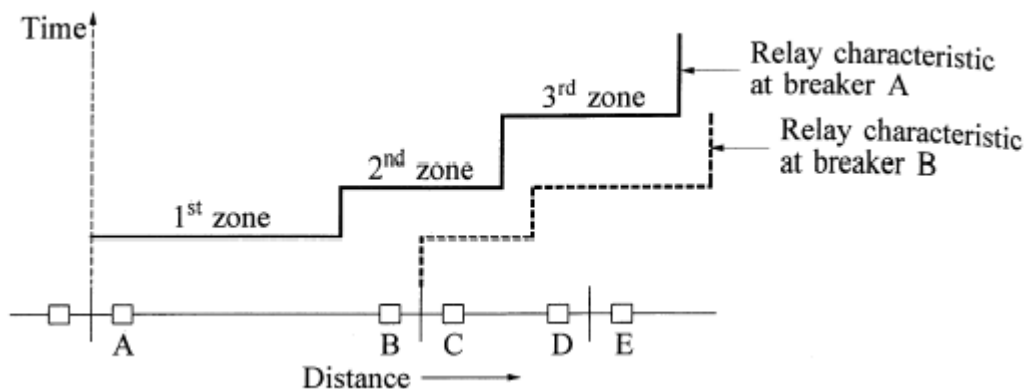 Time
3rd zone
Relay characteristic
at breaker A
Relay characteristic
at breaker B
2nd zone
1st zone
A B C D E
Distance